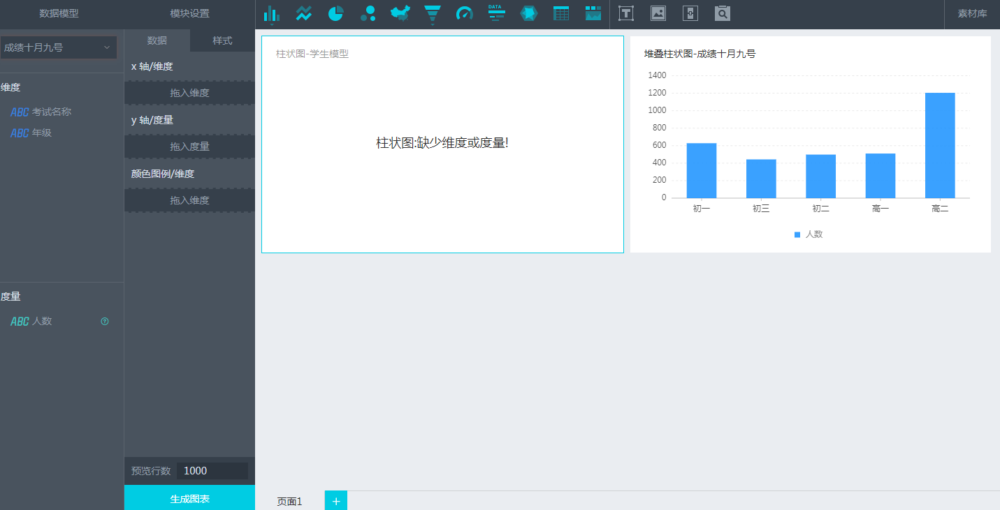 数据模型
模块设置
DATA
素材库
成绩十月九号
维度
ABC 考试名称
ABC 年级
度量
ABC 人数
数据
样式
x 轴/维度
拖入维度
y 轴/度量
拖入度量
颜色图例/维度
拖入维度
预览行数 1000
生成图表
柱状图-学生模型
柱状图:缺少维度或度量!
堆叠柱状图-成绩十月九号
1400
1200
1000
800
600
400
200
0
初一 初三 初二 高一 高二
人数
页面1 +